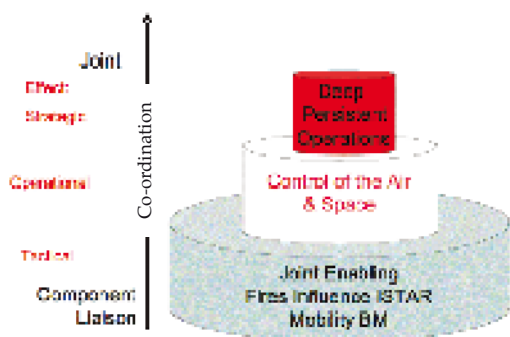 Joint
Effect
Strategic
Operational
Tactical
Component
Liaison
Co-ordination
Deep
Persistent
Operations
Control of the Air
& Space
Joint Enabling
Fires Influence ISTAR
Mobility BM